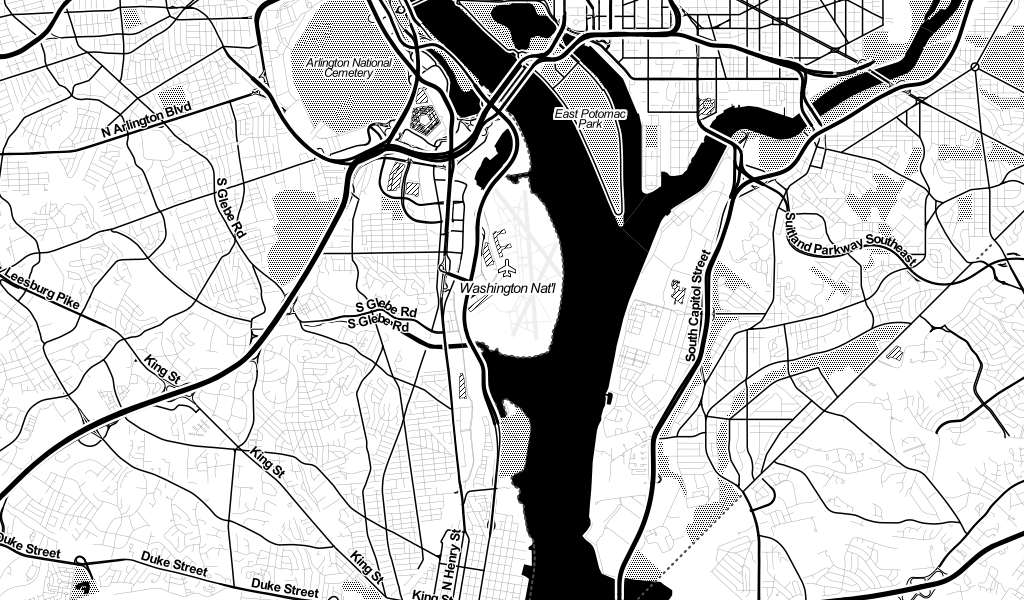 Arlington National
Cemetery
N Arlington Blvd
East Potomac
Park
S Glebe Rd
Suitland Parkway Southeast
Leesburg Pike
Washington Nat'l
S Glebe Rd
S Glebe Rd
South Capitol Street
King St
King St
King St
N Henry St
Duke Street
Duke Street
Duke Street
King St